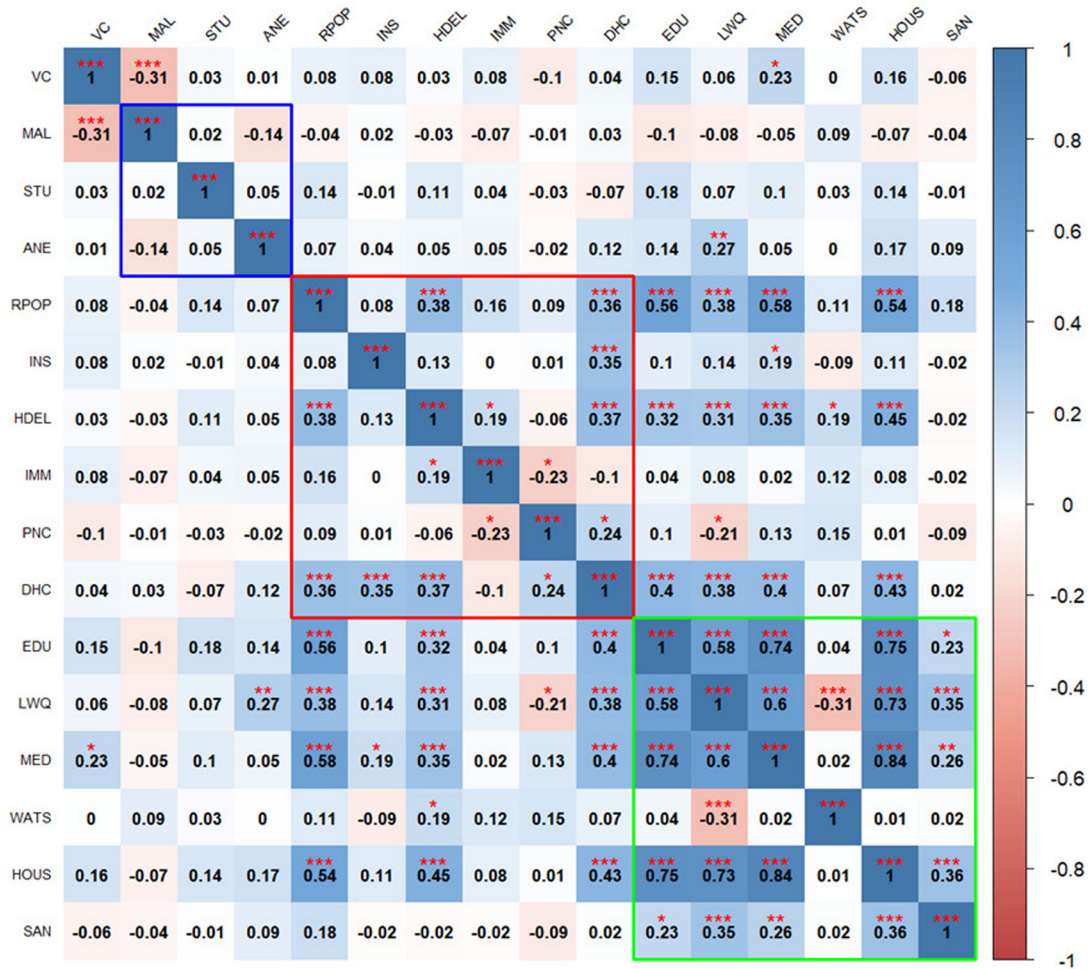 VC MAL STU ANE RPOP INS HDEL IMM PNC DHC EDU LWQ MED WATS HOUS SAN
*** *** *
VC 1 -0.31 0.03 0.01 0.08 0.08 0.03 0.08 -0.1 0.04 0.15 0.06 0.23 0 0.16 -0.06 1
*** ***
MAL -0.31 1 0.02 -0.14 -0.04 0.02 -0.03 -0.07 -0.01 0.03 -0.1 -0.08 -0.05 0.09 -0.07 -0.04 0.8
***
STU 0.03 0.02 1 0.05 0.14 -0.01 0.11 0.04 -0.03 -0.07 0.18 0.07 0.1 0.03 0.14 -0.01 0.6
*** **
ANE 0.01 -0.14 0.05 1 0.07 0.04 0.05 0.05 -0.02 0.12 0.14 0.27 0.05 0 0.17 0.09
*** *** *** *** *** *** ***
RPOP 0.08 -0.04 0.14 0.07 1 0.08 0.38 0.16 0.09 0.36 0.56 0.38 0.58 0.11 0.54 0.18 0.4
*** *** *
INS 0.08 0.02 -0.01 0.04 0.08 1 0.13 0 0.01 0.35 0.1 0.14 0.19 -0.09 0.11 -0.02 0.2
*** *** * *** *** *** *** * ***
HDEL 0.03 -0.03 0.11 0.05 0.38 0.13 1 0.19 -0.06 0.37 0.32 0.31 0.35 0.19 0.45 -0.02
* *** *
IMM 0.08 -0.07 0.04 0.05 0.16 0 0.19 1 -0.23 -0.1 0.04 0.08 0.02 0.12 0.08 -0.02 0
* *** * *
PNC -0.1 -0.01 -0.03 -0.02 0.09 0.01 -0.06 -0.23 1 0.24 0.1 -0.21 0.13 0.15 0.01 -0.09 -0.2
*** *** *** * *** *** *** *** ***
DHC 0.04 0.03 -0.07 0.12 0.36 0.35 0.37 -0.1 0.24 1 0.4 0.38 0.4 0.07 0.43 0.02
*** *** *** *** *** *** *** *
EDU 0.15 -0.1 0.18 0.14 0.56 0.1 0.32 0.04 0.1 0.4 1 0.58 0.74 0.04 0.75 0.23 -0.4
** *** *** * *** *** *** *** *** *** ***
LWQ 0.06 -0.08 0.07 0.27 0.38 0.14 0.31 0.08 -0.21 0.38 0.58 1 0.6 -0.31 0.73 0.35
* *** * *** *** *** *** *** *** **
MED 0.23 -0.05 0.1 0.05 0.58 0.19 0.35 0.02 0.13 0.4 0.74 0.6 1 0.02 0.84 0.26 -0.6
* *** ***
WATS 0 0.09 0.03 0 0.11 -0.09 0.19 0.12 0.15 0.07 0.04 -0.31 0.02 1 0.01 0.02
*** *** *** *** *** *** *** ***
HOUS 0.16 -0.07 0.14 0.17 0.54 0.11 0.45 0.08 0.01 0.43 0.75 0.73 0.84 0.01 1 0.36 -0.8
* *** ** *** ***
SAN -0.06 -0.04 -0.01 0.09 0.18 -0.02 -0.02 -0.02 -0.09 0.02 0.23 0.35 0.26 0.02 0.36 1 -1